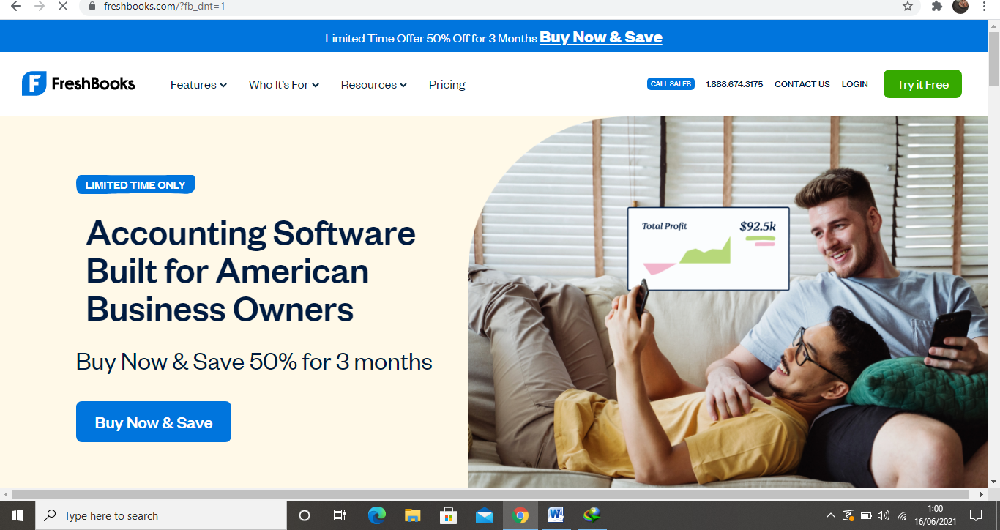 freshbooks.com/?fb_dnt=1
Limited Time Offer 50% Off for 3 Months Buy Now & Save
FreshBooks
Features
Who It's For
Resources
Pricing
CALL SALES
1.888.674.3175
CONTACT US
LOGIN
Try it Free
LIMITED TIME ONLY
Accounting Software
Built for American
Business Owners
Buy Now & Save 50% for 3 months
Buy Now & Save
Total Profit
$92.5k
Type here to search
1:00
16/06/2021